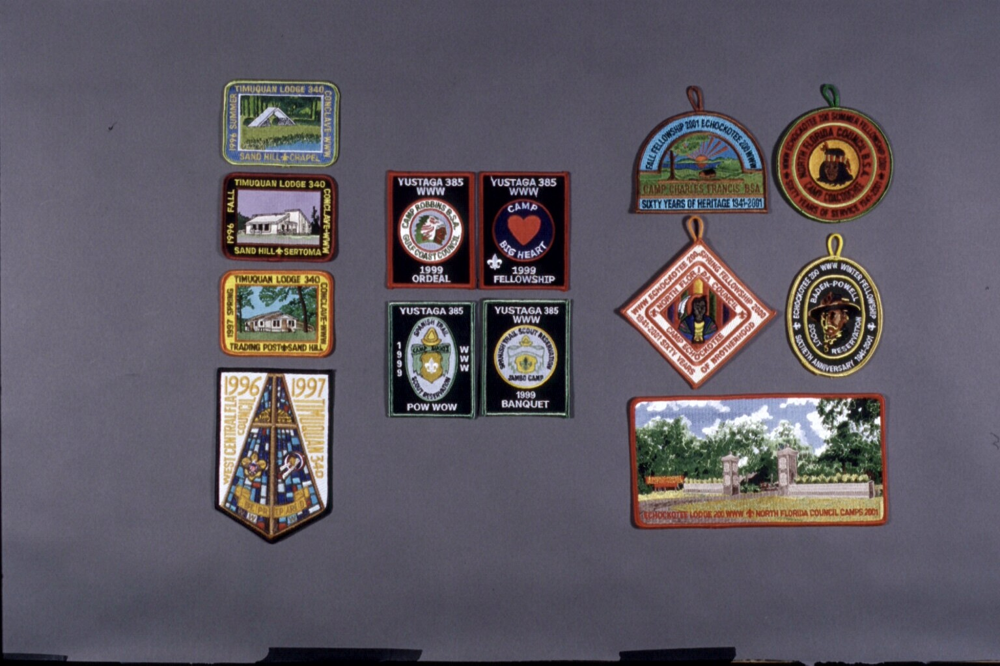 TIMUQUAN LODGE 340
1996 SUMMER
CONCLAVE-WWW
SAND HILL CHAPEL
TIMUQUAN LODGE 340
1996 FALL
CONCLAVE-WWW
SAND HILL SERTOMA
TIMUQUAN LODGE 340
1997 SPRING
CONCLAVE-WWW
TRADING POST SAND HILL
1996 1997
WEST CENTRAL FLA
COUNCIL
TIMUQUAN 340
YUSTAGA 385
WWW
CAMP ROBBINS B.S.A.
GULF COAST COUNCIL
1999
ORDEAL
YUSTAGA 385
WWW
CAMP
BIG HEART
1999
FELLOWSHIP
YUSTAGA 385
SPANISH TRAIL
1999
WWW
SCOUT RESERVATION
POW WOW
YUSTAGA 385
WWW
SPANISH TRAIL SCOUT RESERVATION
JAMBO CAMP
1999
BANQUET
FALL FELLOWSHIP 2001 ECHOCKOTEE 200 WWW
CAMP CHARLES FRANCIS BSA
SIXTY YEARS OF HERITAGE 1941-2001
WWW ECHOCKOTEE 200 SUMMER FELLOWSHIP 2001
NORTH FLORIDA COUNCIL B.S.A.
CAMP COACOOCHE
SIXTY YEARS OF SERVICE 1941-2001
WWW ECHOCKOTEE 200-SPRING FELLOWSHIP 2000
NORTH FLORIDA COUNCIL
CAMP ECHOCKOTEE
1941-2001 SIXTY YEARS OF BROTHERHOOD
ECHOCKOTEE 200 WWW WINTER FELLOWSHIP
BADEN-POWELL
SCOUT RESERVATION
SIXTIETH ANNIVERSARY 1941-2001
ECHOCKOTEE LODGE 200 WWW NORTH FLORIDA COUNCIL CAMPS 2001